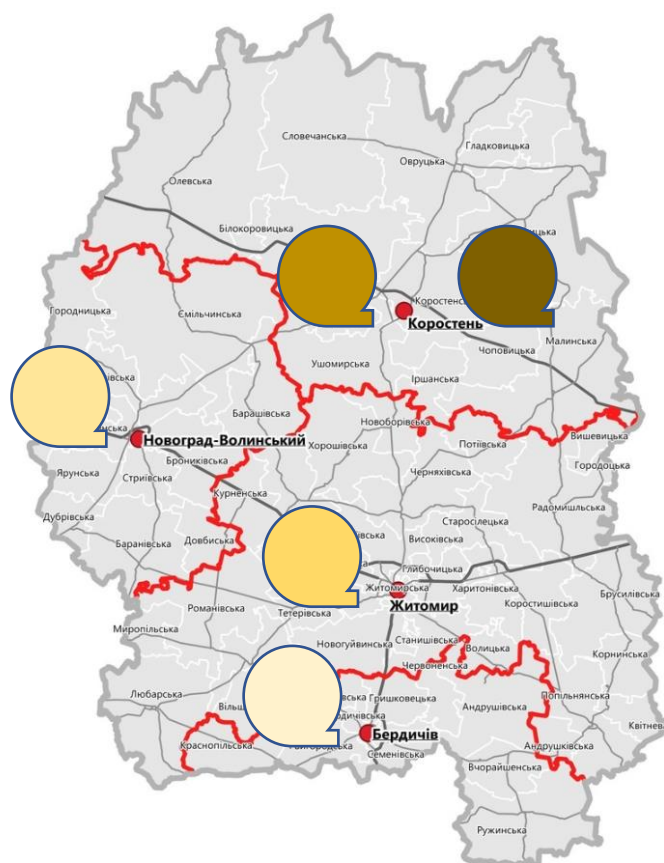 Словечанська
Гладковицька
Овруцька
Олевська
Білокоровицька
Городницька
Ємільчинська
Коростень
Малинська
Чоповицька
Ушомирська
Іршанська
Барашівська
Новоборівська
Вишевицька
Новоград-Волинський
Хорошівська
Потіївська
Городоцька
Брониківська
Ярунська
Стриївська
Курненська
Черняхівська
Радомишльська
Дубрівська
Старосілецька
Баранівська
Довбиська
Високівська
Глибочицька
Житомирська
Харитонівська
Брусилівська
Житомир
Коростишівська
Романівська
Тетерівська
Миропільська
Станишівська
Новогуйвинська
Волицька
Корнинська
Червоненська
Любарська
Гришковецька
Попільнянська
Андрушівська
Квітнева
Бердичів
Краснопільська
Андрушківська
Семенівська
Вчорайшенська
Ружинська